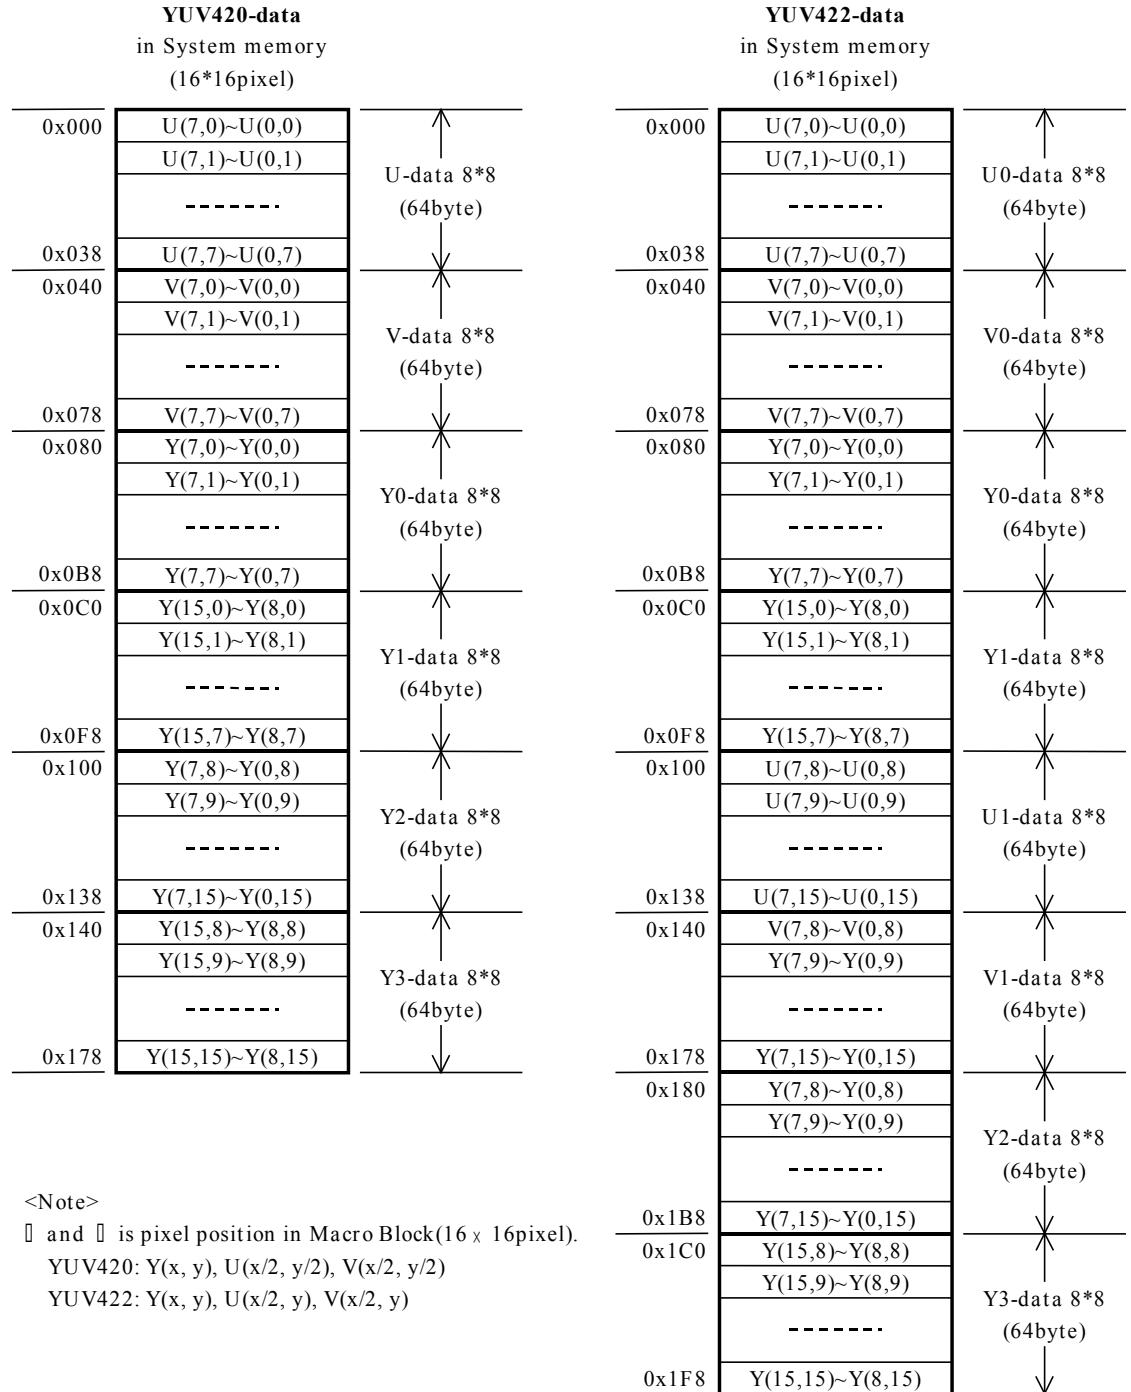 YUV420-data
in System memory
(16*16pixel)
0x000 U(7,0)~U(0,0)
U(7,1)~U(0,1)
U-data 8*8
(64byte)
0x038 U(7,7)~U(0,7)
0x040 V(7,0)~V(0,0)
V(7,1)~V(0,1)
V-data 8*8
(64byte)
0x078 V(7,7)~V(0,7)
0x080 Y(7,0)~Y(0,0)
Y(7,1)~Y(0,1)
Y0-data 8*8
(64byte)
0x0B8 Y(7,7)~Y(0,7)
0x0C0 Y(15,0)~Y(8,0)
Y(15,1)~Y(8,1)
Y1-data 8*8
(64byte)
0x0F8 Y(15,7)~Y(8,7)
0x100 Y(7,8)~Y(0,8)
Y(7,9)~Y(0,9)
Y2-data 8*8
(64byte)
0x138 Y(7,15)~Y(0,15)
0x140 Y(15,8)~Y(8,8)
Y(15,9)~Y(8,9)
Y3-data 8*8
(64byte)
0x178 Y(15,15)~Y(8,15)
<Note>
▯ and ▯ is pixel position in Macro Block(16 x 16pixel).
YUV420: Y(x, y), U(x/2, y/2), V(x/2, y/2)
YUV422: Y(x, y), U(x/2, y), V(x/2, y)
YUV422-data
in System memory
(16*16pixel)
0x000 U(7,0)~U(0,0)
U(7,1)~U(0,1)
U0-data 8*8
(64byte)
0x038 U(7,7)~U(0,7)
0x040 V(7,0)~V(0,0)
V(7,1)~V(0,1)
V0-data 8*8
(64byte)
0x078 V(7,7)~V(0,7)
0x080 Y(7,0)~Y(0,0)
Y(7,1)~Y(0,1)
Y0-data 8*8
(64byte)
0x0B8 Y(7,7)~Y(0,7)
0x0C0 Y(15,0)~Y(8,0)
Y(15,1)~Y(8,1)
Y1-data 8*8
(64byte)
0x0F8 Y(15,7)~Y(8,7)
0x100 U(7,8)~U(0,8)
U(7,9)~U(0,9)
U1-data 8*8
(64byte)
0x138 U(7,15)~U(0,15)
0x140 V(7,8)~V(0,8)
Y(7,9)~Y(0,9)
V1-data 8*8
(64byte)
0x178 Y(7,15)~Y(0,15)
0x180 Y(7,8)~Y(0,8)
Y(7,9)~Y(0,9)
Y2-data 8*8
(64byte)
0x1B8 Y(7,15)~Y(0,15)
0x1C0 Y(15,8)~Y(8,8)
Y(15,9)~Y(8,9)
Y3-data 8*8
(64byte)
0x1F8 Y(15,15)~Y(8,15)